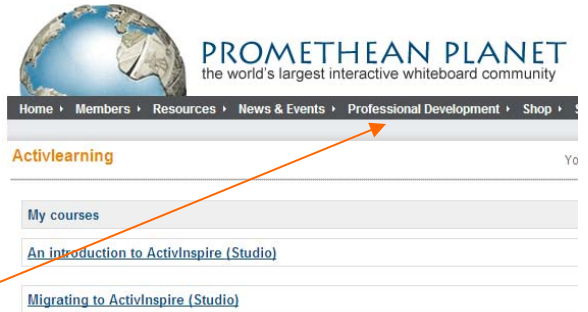 PROMETHEAN PLANET
the world's largest interactive whiteboard community
Home Members Resources News & Events Professional Development Shop
Activlearning
My courses
An introduction to ActivInspire (Studio)
Migrating to ActivInspire (Studio)